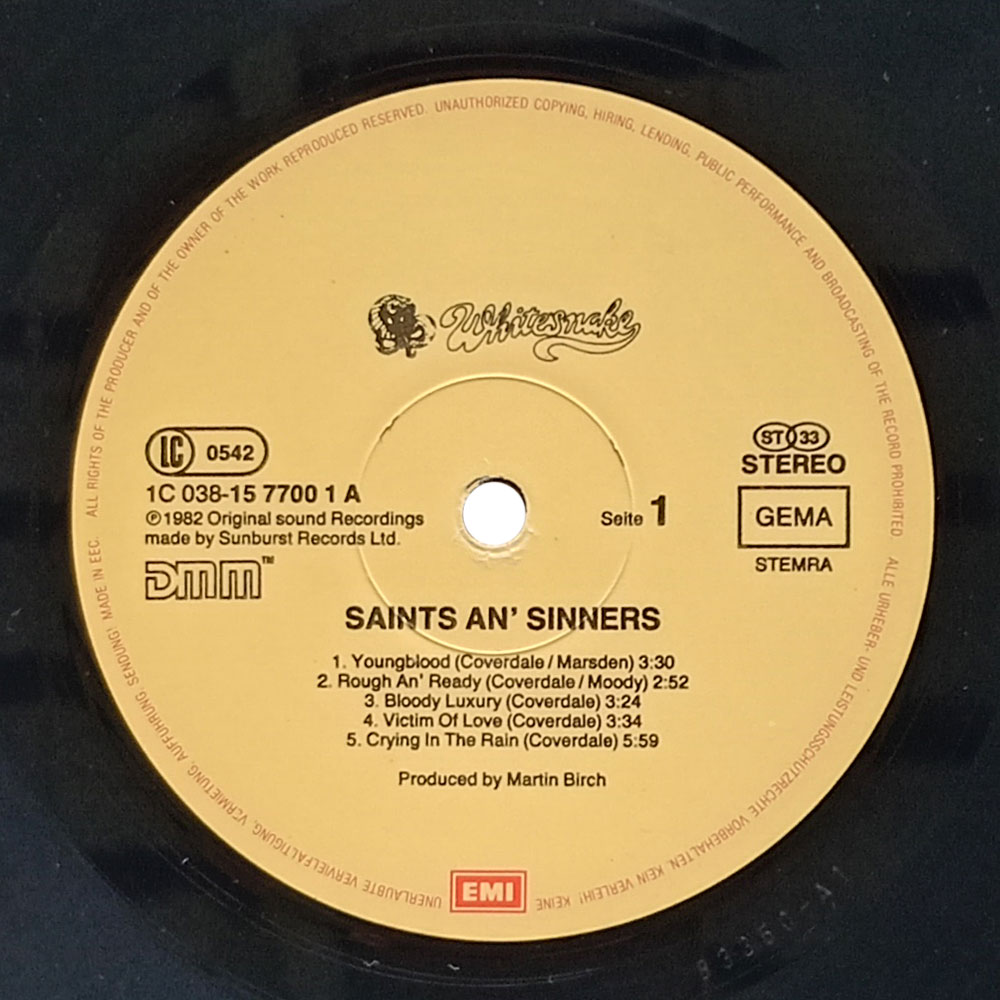 ALL RIGHTS OF THE PRODUCER AND OF THE OWNER OF THE WORK REPRODUCED RESERVED. UNAUTHORIZED COPYING, HIRING, LENDING, PUBLIC PERFORMANCE AND BROADCASTING OF THE RECORD PROHIBITED.
ALLE URHEBER- UND LEISTUNGSSCHUTZRECHTE VORBEHALTEN. KEIN VERLEIH! KEINE UNERLAUBTE VERVIELFÄLTIGUNG, VERMIETUNG, AUFFÜHRUNG, SENDUNG! MADE IN EEC.
Whitesnake
LC 0542
ST 33
STEREO
1C 038-15 7700 1 A
℗1982 Original sound Recordings
made by Sunburst Records Ltd.
Seite 1
GEMA
STEMRA
DMM™
SAINTS AN' SINNERS
1. Youngblood (Coverdale / Marsden) 3:30
2. Rough An' Ready (Coverdale / Moody) 2:52
3. Bloody Luxury (Coverdale) 3:24
4. Victim Of Love (Coverdale) 3:34
5. Crying In The Rain (Coverdale) 5:59
Produced by Martin Birch
EMI